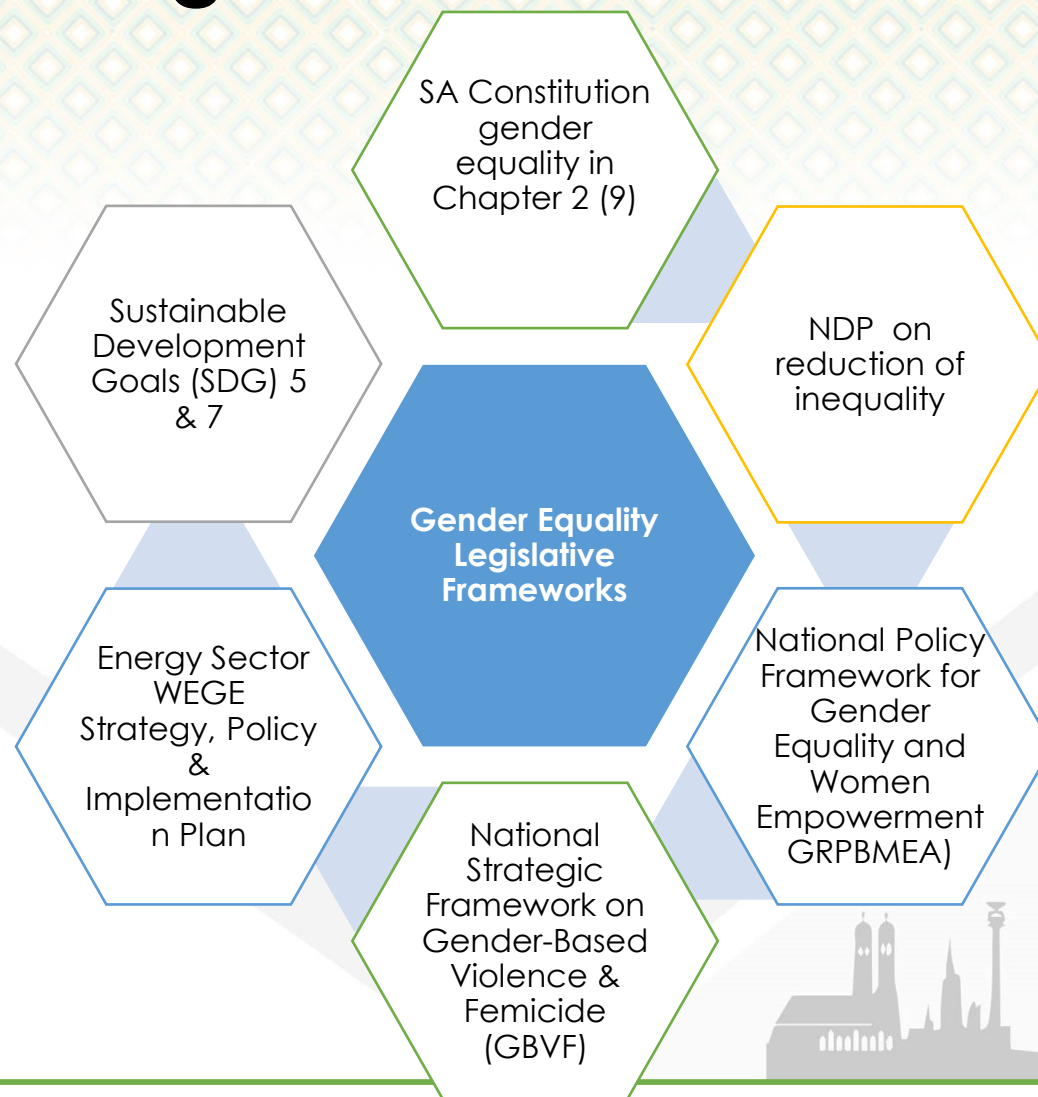 SA Constitution
gender
equality in
Chapter 2 (9)
NDP on
reduction of
inequality
National Policy
Framework for
Gender
Equality and
Women
Empowerment
GRPBMEA)
National
Strategic
Framework on
Gender-Based
Violence &
Femicide
(GBVF)
Energy Sector
WEGE
Strategy, Policy
&
Implementatio
n Plan
Sustainable
Development
Goals (SDG) 5
& 7
Gender Equality
Legislative
Frameworks